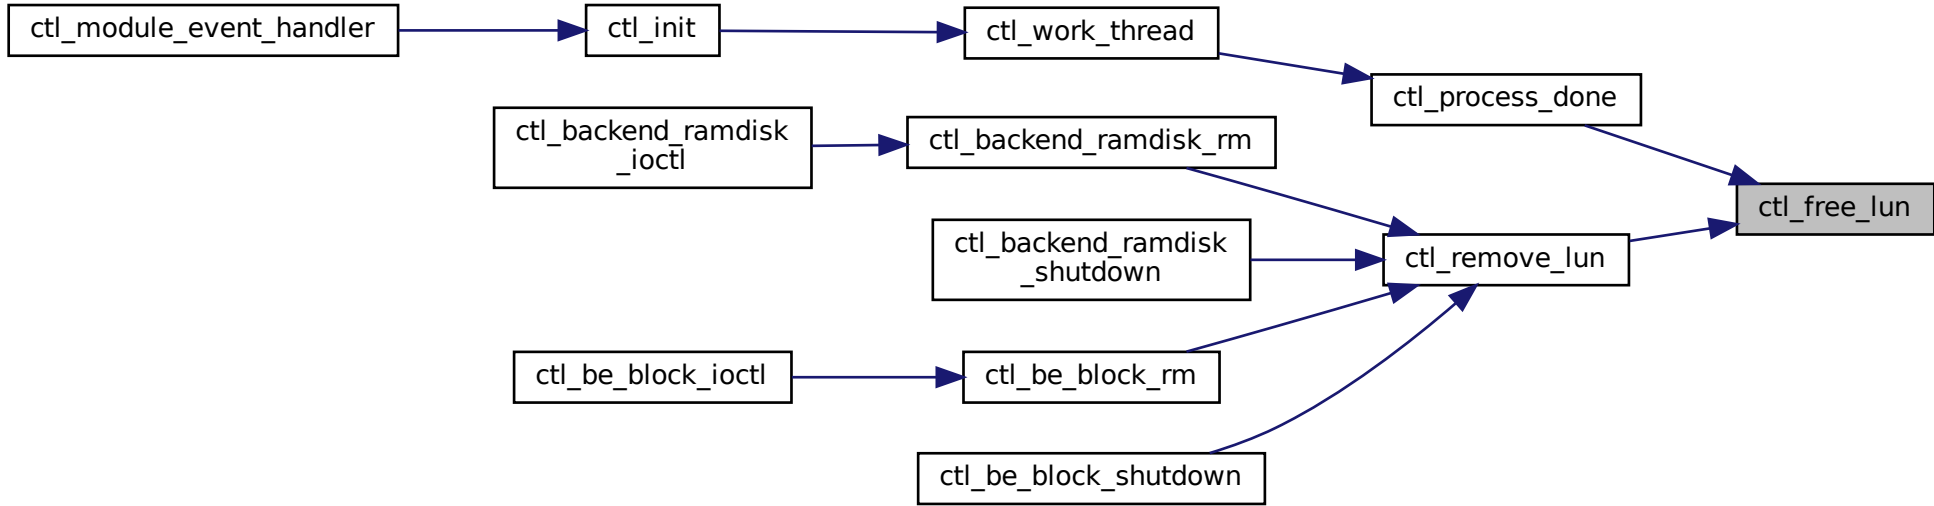 ctl_module_event_handler
ctl_init
ctl_work_thread
ctl_process_done
ctl_backend_ramdisk
_ioctl
ctl_backend_ramdisk_rm
ctl_free_lun
ctl_backend_ramdisk
_shutdown
ctl_remove_lun
ctl_be_block_ioctl
ctl_be_block_rm
ctl_be_block_shutdown